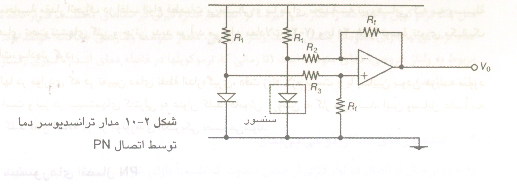 R₁
R₁
R₂
R₃
Rf
Rf
V₀
سنسور
شکل ۲-۱۰ مدار ترانسدیوسر دما
توسط اتصال PN